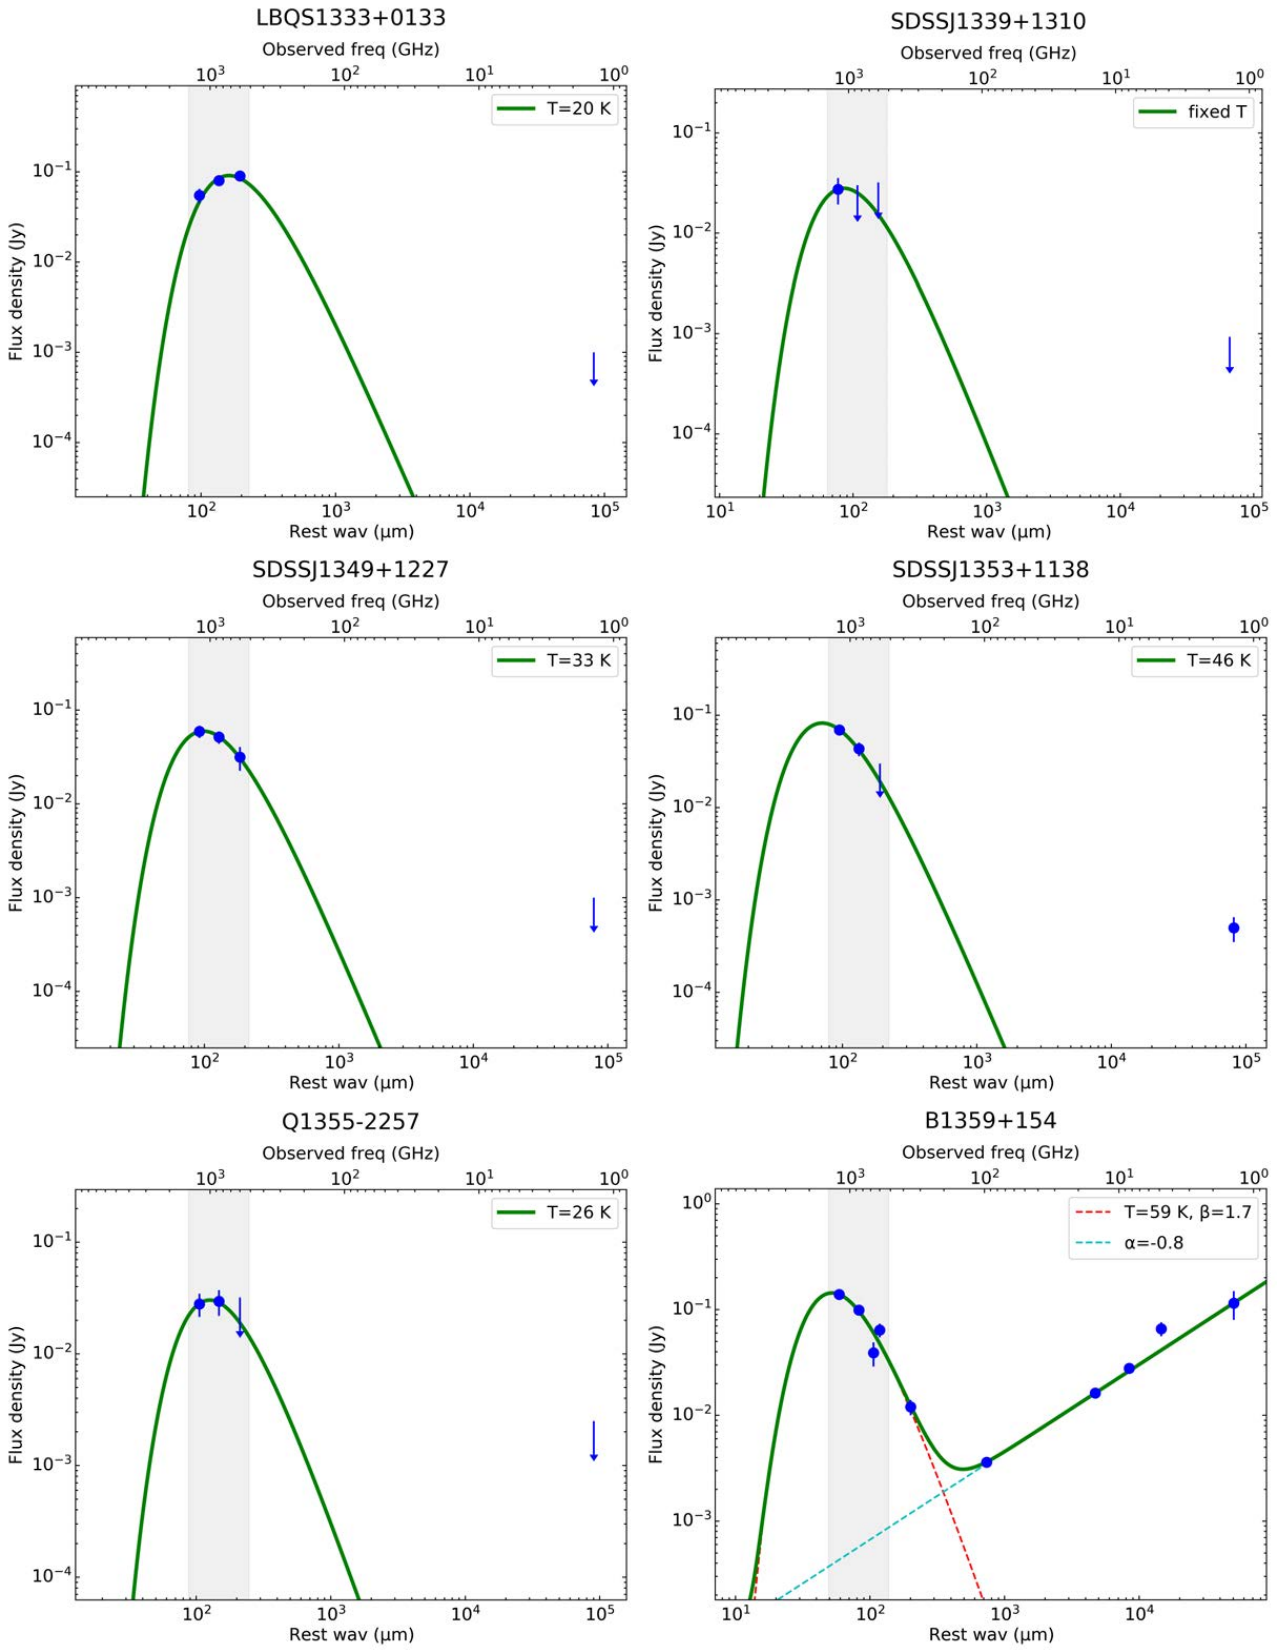 LBQS1333+0133
Observed freq (GHz)
10³ 10² 10¹ 10⁰
T=20 K
Flux density (Jy)
10⁻¹
10⁻²
10⁻³
10⁻⁴
10² 10³ 10⁴ 10⁵
Rest wav (μm)
SDSSJ1339+1310
Observed freq (GHz)
10³ 10² 10¹ 10⁰
fixed T
Flux density (Jy)
10⁻¹
10⁻²
10⁻³
10⁻⁴
10¹ 10² 10³ 10⁴ 10⁵
Rest wav (μm)
SDSSJ1349+1227
Observed freq (GHz)
10³ 10² 10¹ 10⁰
T=33 K
Flux density (Jy)
10⁻¹
10⁻²
10⁻³
10⁻⁴
10² 10³ 10⁴ 10⁵
Rest wav (μm)
SDSSJ1353+1138
Observed freq (GHz)
10³ 10² 10¹ 10⁰
T=46 K
Flux density (Jy)
10⁻¹
10⁻²
10⁻³
10⁻⁴
10² 10³ 10⁴ 10⁵
Rest wav (μm)
Q1355-2257
Observed freq (GHz)
10³ 10² 10¹ 10⁰
T=26 K
Flux density (Jy)
10⁻¹
10⁻²
10⁻³
10⁻⁴
10² 10³ 10⁴ 10⁵
Rest wav (μm)
B1359+154
Observed freq (GHz)
10³ 10² 10¹ 10⁰
T=59 K, β=1.7
α=-0.8
Flux density (Jy)
10⁰
10⁻¹
10⁻²
10⁻³
10¹ 10² 10³ 10⁴
Rest wav (μm)